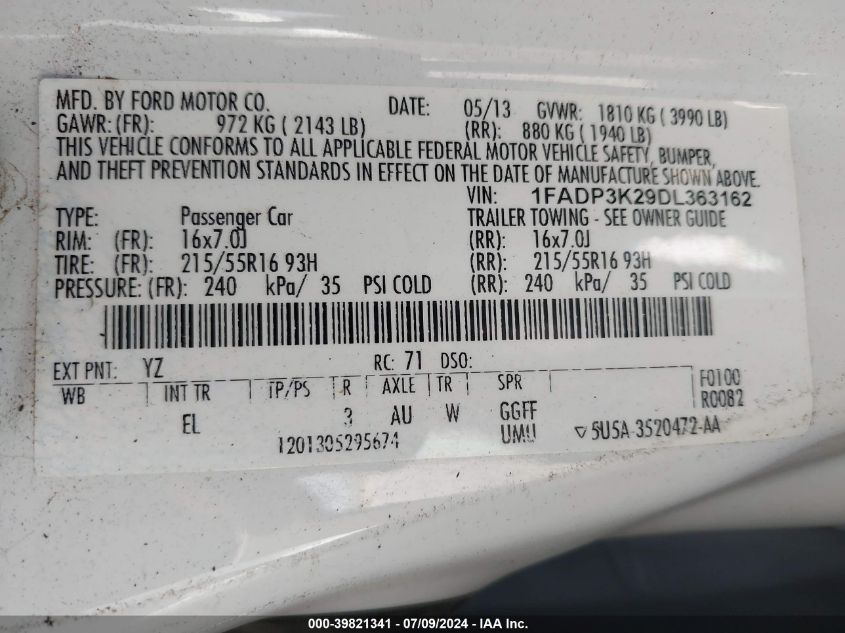 MFD. BY FORD MOTOR CO. DATE: 05/13 GVWR: 1810 KG ( 3990 LB)
GAWR: (FR): 972 KG ( 2143 LB) (RR): 880 KG ( 1940 LB)
THIS VEHICLE CONFORMS TO ALL APPLICABLE FEDERAL MOTOR VEHICLE SAFETY, BUMPER,
AND THEFT PREVENTION STANDARDS IN EFFECT ON THE DATE OF MANUFACTURE SHOWN ABOVE.
VIN: 1FADP3K29DL363162
TYPE: Passenger Car TRAILER TOWING - SEE OWNER GUIDE
RIM: (FR): 16x7.0J (RR): 16x7.0J
TIRE: (FR): 215/55R16 93H (RR): 215/55R16 93H
PRESSURE: (FR): 240 kPa/ 35 PSI COLD (RR): 240 kPa/ 35 PSI COLD
EXT PNT: YZ RC: 71 DSO:
WB INT TR TP/PS R AXLE TR SPR F0100
R0082
EL 3 AU W GGFF
1201305295674 UMU ▽ 5U5A-3520472-AA
000-39821341 - 07/09/2024 - IAA Inc.